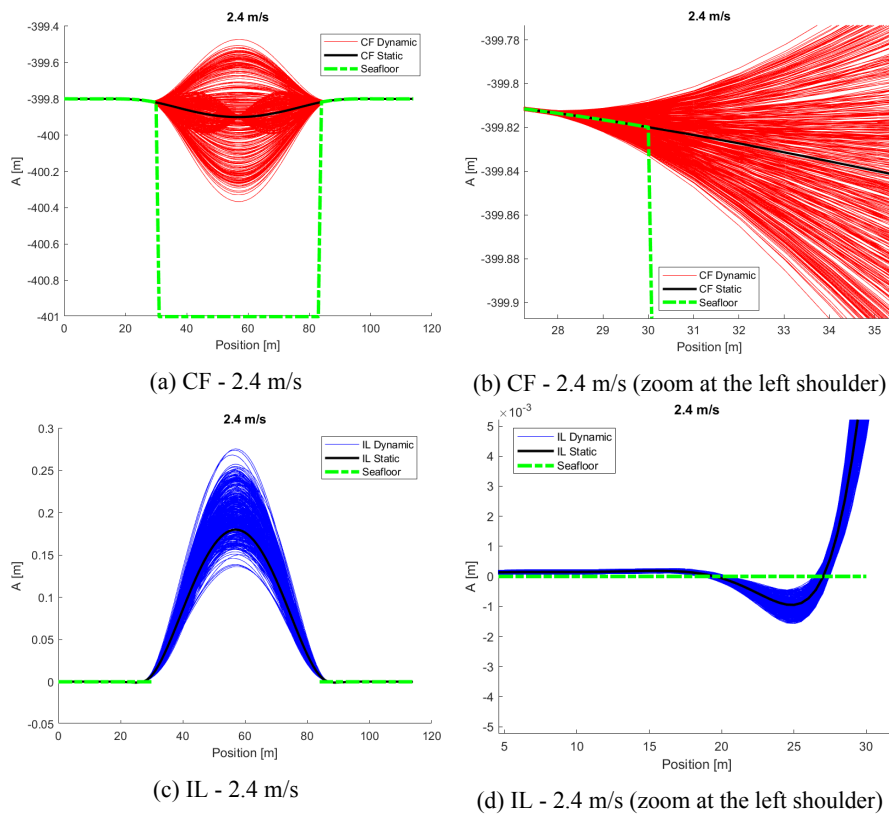 2.4 m/s
-399.4
-399.6
-399.8
-400
-400.2
-400.4
-400.6
-400.8
-401
A [m]
0
20
40
60
80
100
120
Position [m]
CF Dynamic
CF Static
Seafloor
(a) CF - 2.4 m/s
2.4 m/s
-399.78
-399.8
-399.82
-399.84
-399.86
-399.88
-399.9
A [m]
28
29
30
31
32
33
34
35
Position [m]
CF Dynamic
CF Static
Seafloor
(b) CF - 2.4 m/s (zoom at the left shoulder)
2.4 m/s
0.3
0.25
0.2
0.15
0.1
0.05
0
-0.05
A [m]
0
20
40
60
80
100
120
Position [m]
IL Dynamic
IL Static
Seafloor
(c) IL - 2.4 m/s
2.4 m/s
×10⁻³
5
4
3
2
1
0
-1
-2
-3
-4
-5
A [m]
5
10
15
20
25
30
Position [m]
IL Dynamic
IL Static
Seafloor
(d) IL - 2.4 m/s (zoom at the left shoulder)